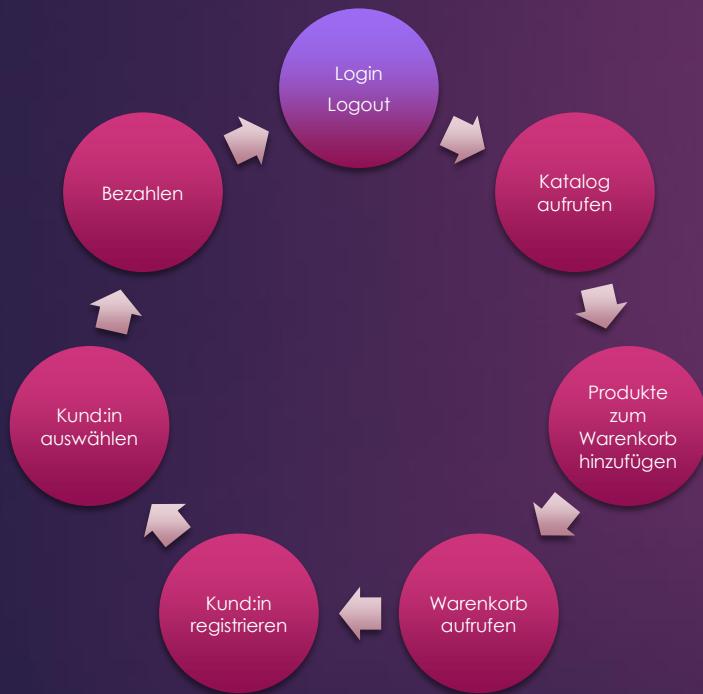 Login
Logout
Katalog
aufrufen
Produkte
zum
Warenkorb
hinzufügen
Warenkorb
aufrufen
Kund:in
registrieren
Kund:in
auswählen
Bezahlen